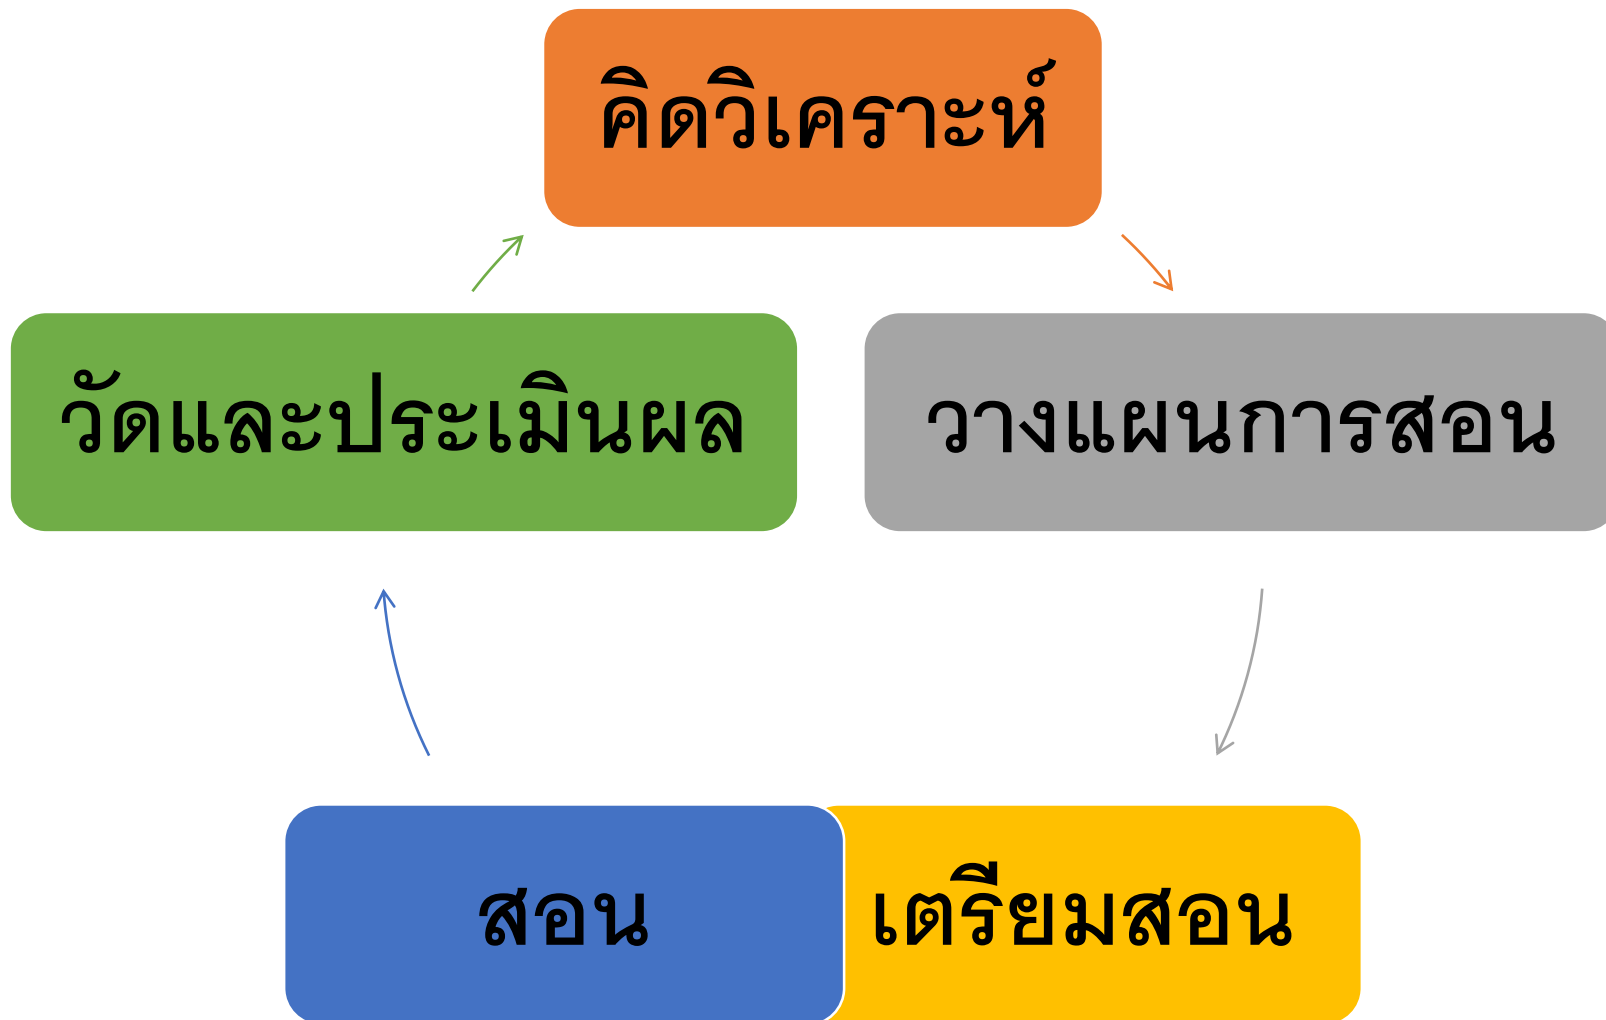 คิดวิเคราะห์
วัดและประเมินผล
วางแผนการสอน
สอน
เตรียมสอน